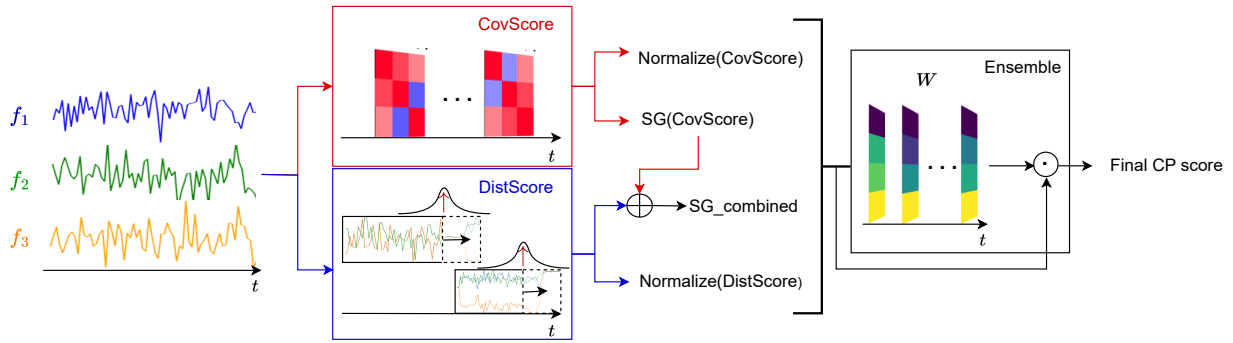 f₁
f₂
f₃
t
CovScore
. .
. . .
. .
t
DistScore
t
Normalize(CovScore)
SG(CovScore)
SG_combined
Normalize(DistScore)
Ensemble
W
. . .
t
Final CP score